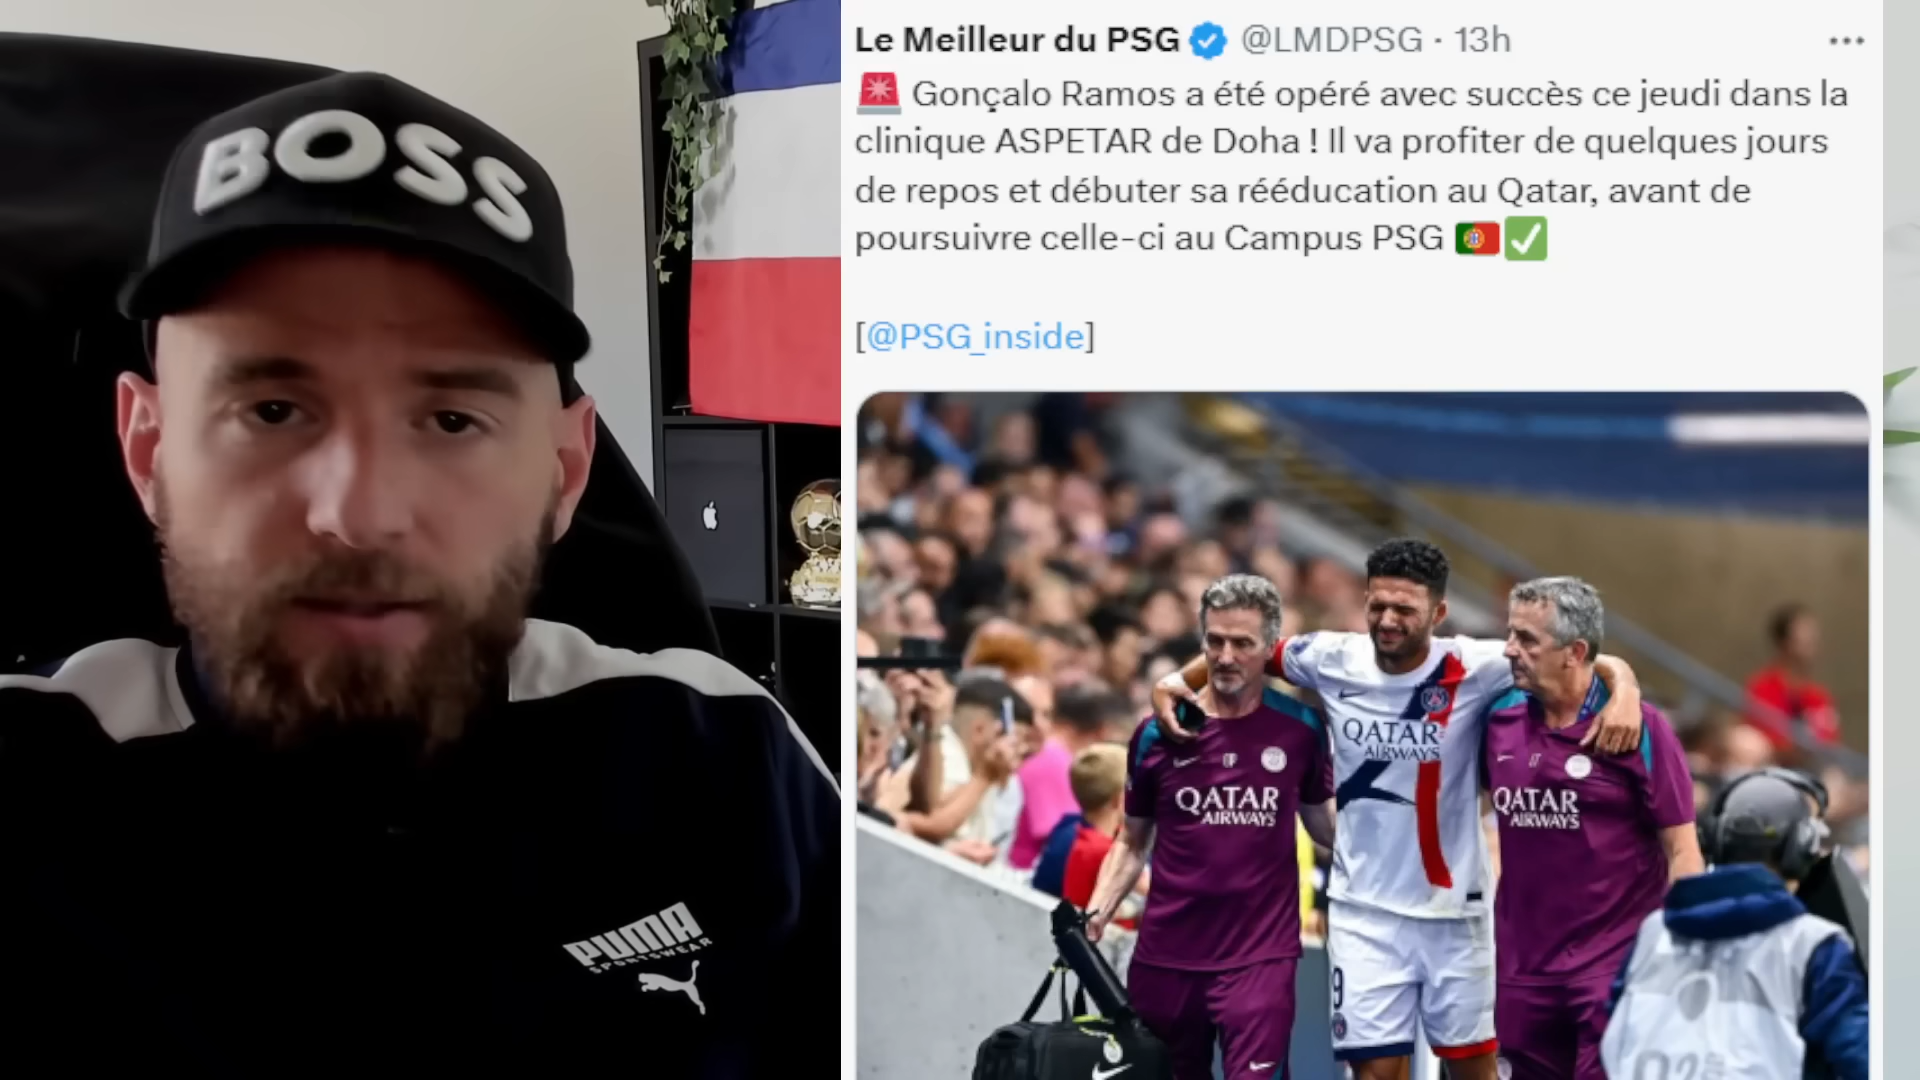 BOSS
PUMA
SPORTSWEAR
Le Meilleur du PSG @LMDPSG · 13h
Gonçalo Ramos a été opéré avec succès ce jeudi dans la
clinique ASPETAR de Doha ! Il va profiter de quelques jours
de repos et débuter sa rééducation au Qatar, avant de
poursuivre celle-ci au Campus PSG
[@PSG_inside]
QATAR
AIRWAYS
QATAR
AIRWAYS
QATAR
AIRWAYS
9